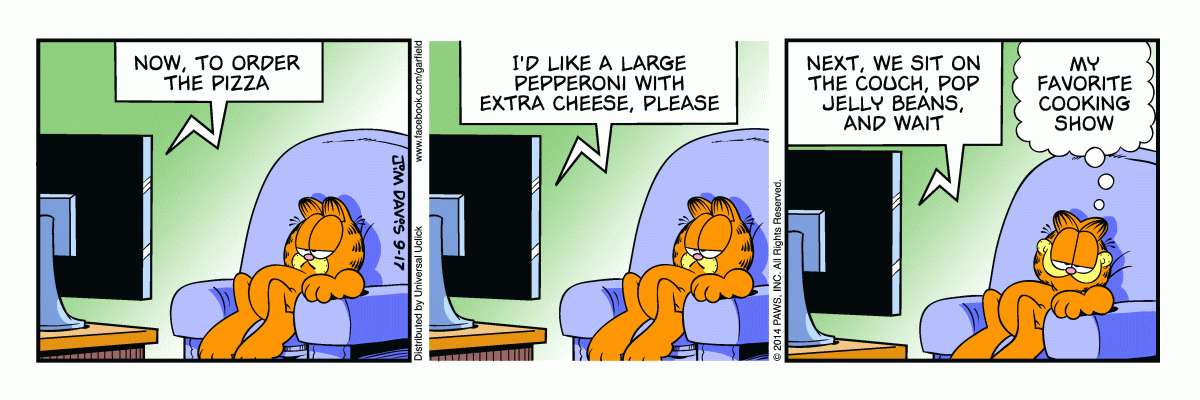 NOW, TO ORDER
THE PIZZA
JIM DAVIS 9-17
www.facebook.com/garfield
Distributed by Universal Uclick
I'D LIKE A LARGE
PEPPERONI WITH
EXTRA CHEESE, PLEASE
© 2014 PAWS, INC. All Rights Reserved.
NEXT, WE SIT ON
THE COUCH, POP
JELLY BEANS,
AND WAIT
MY
FAVORITE
COOKING
SHOW